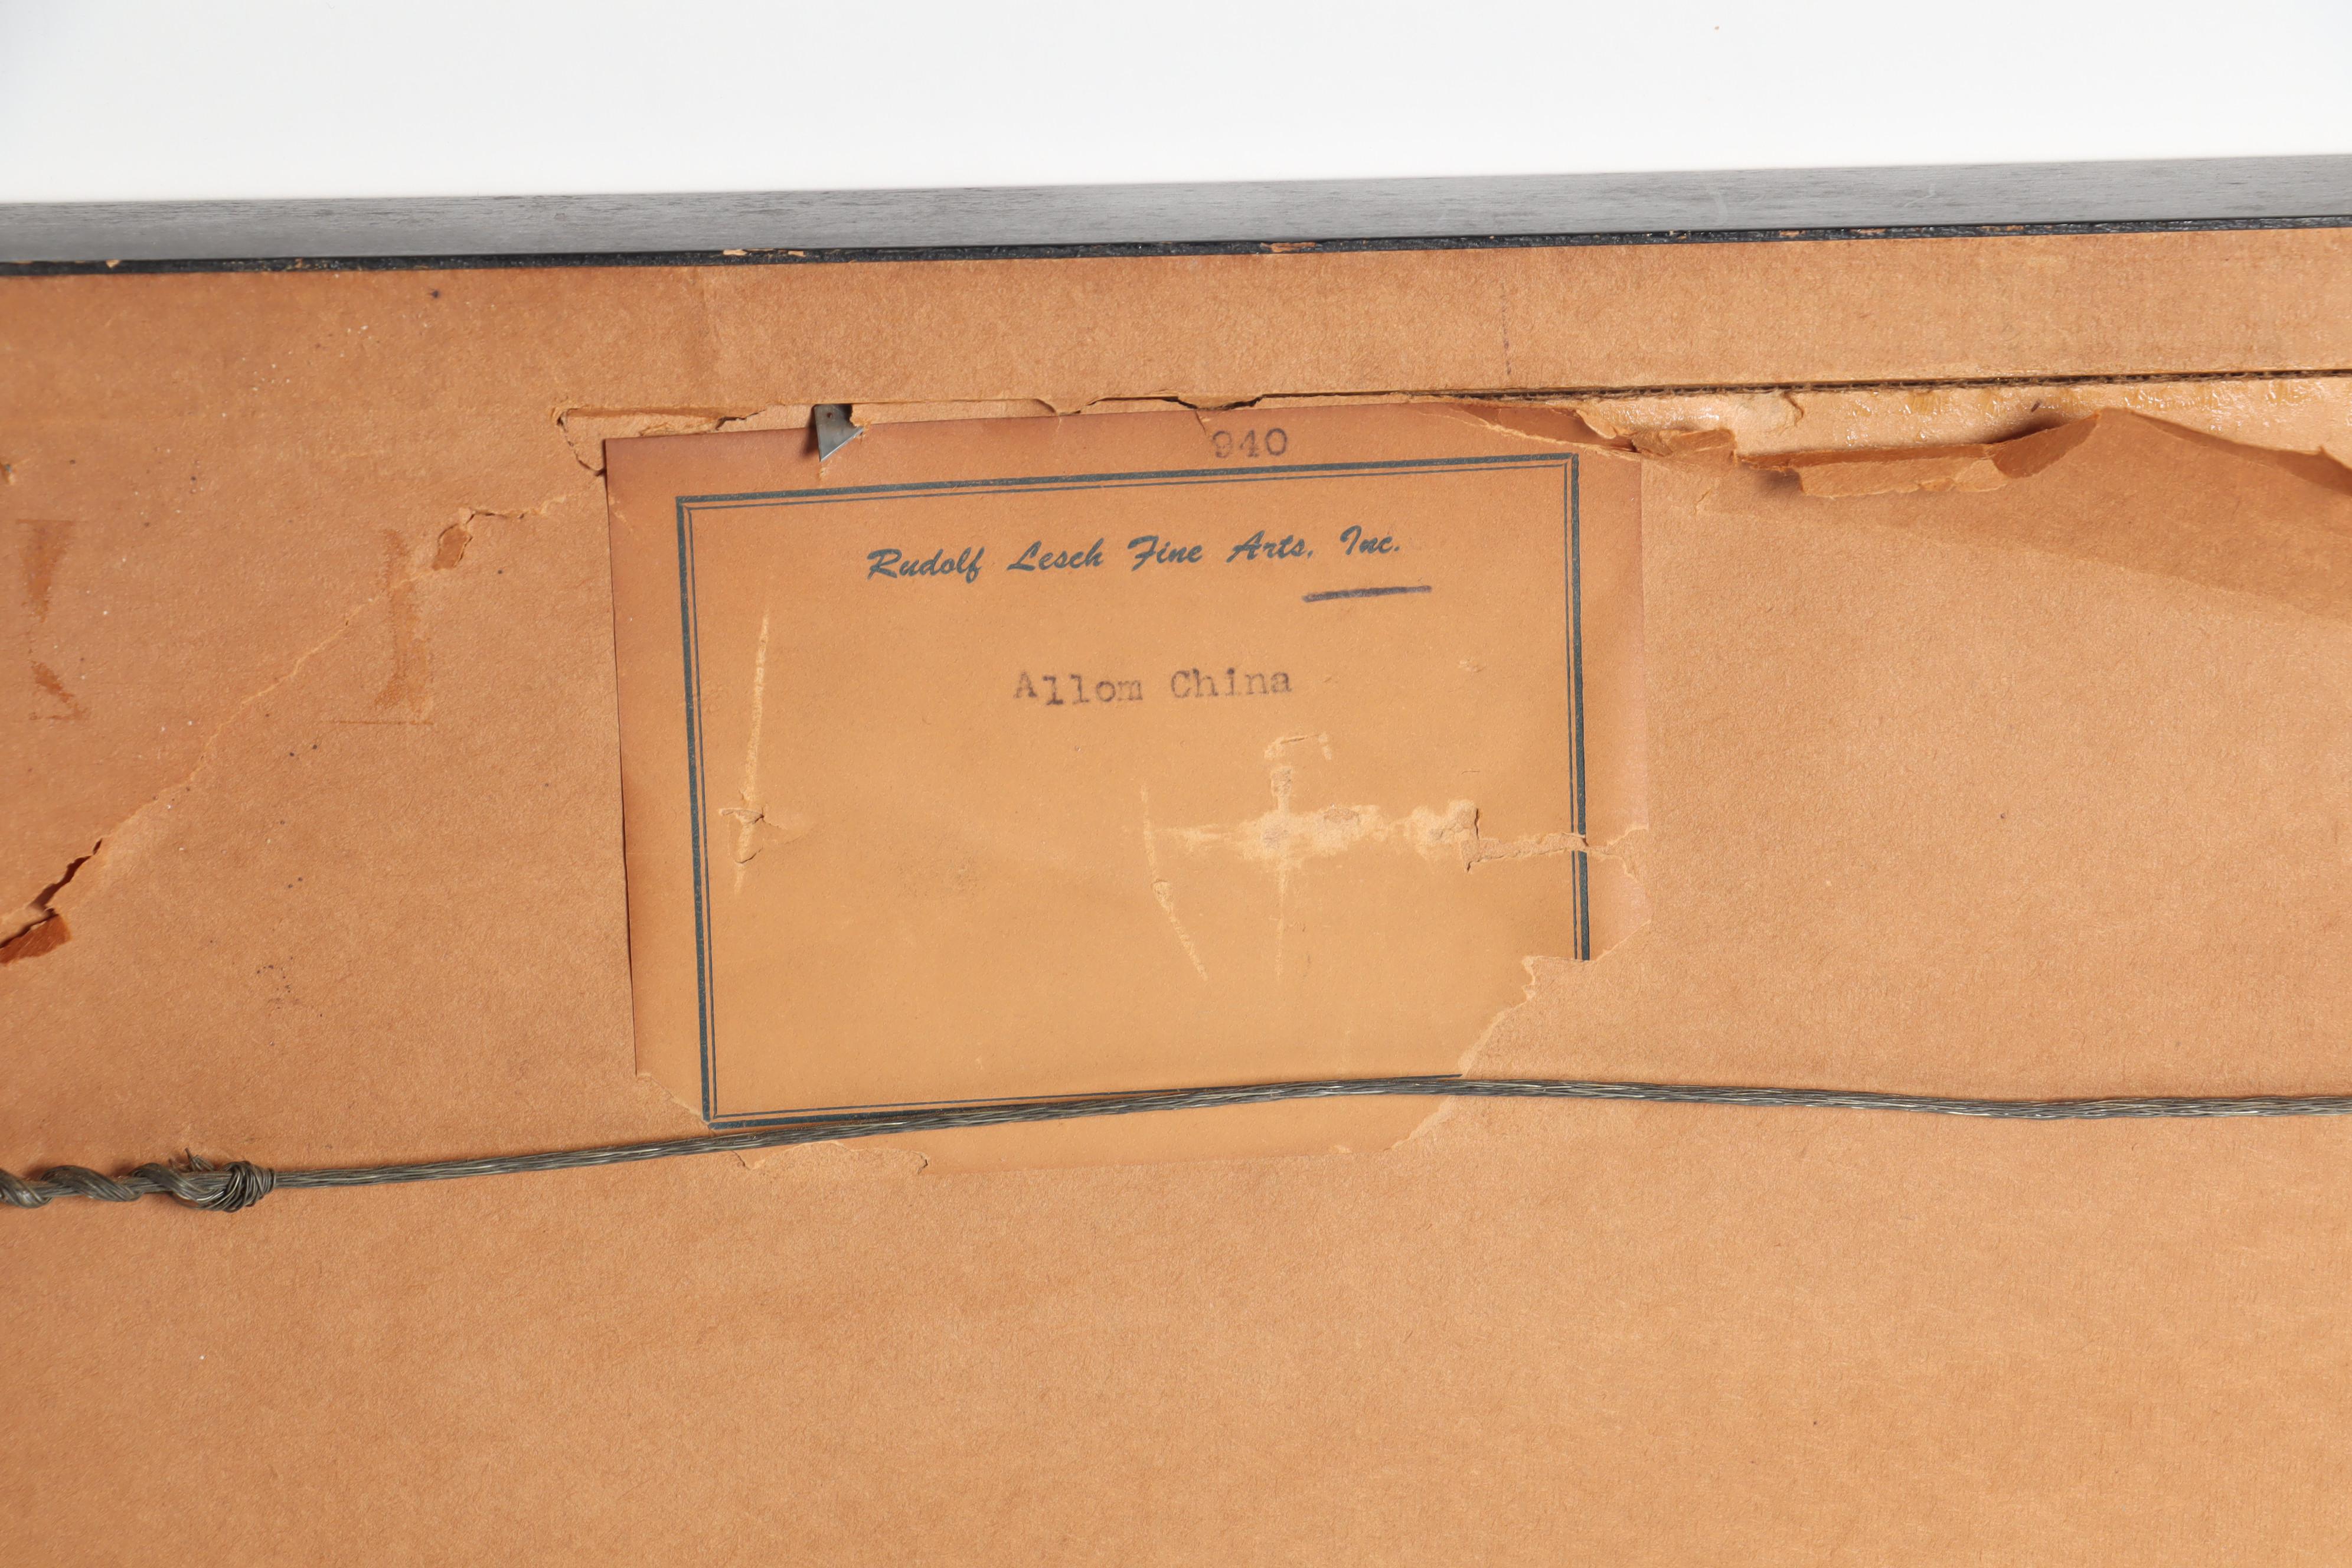 940
Rudolf Lesch Fine Arts, Inc.
Allom China